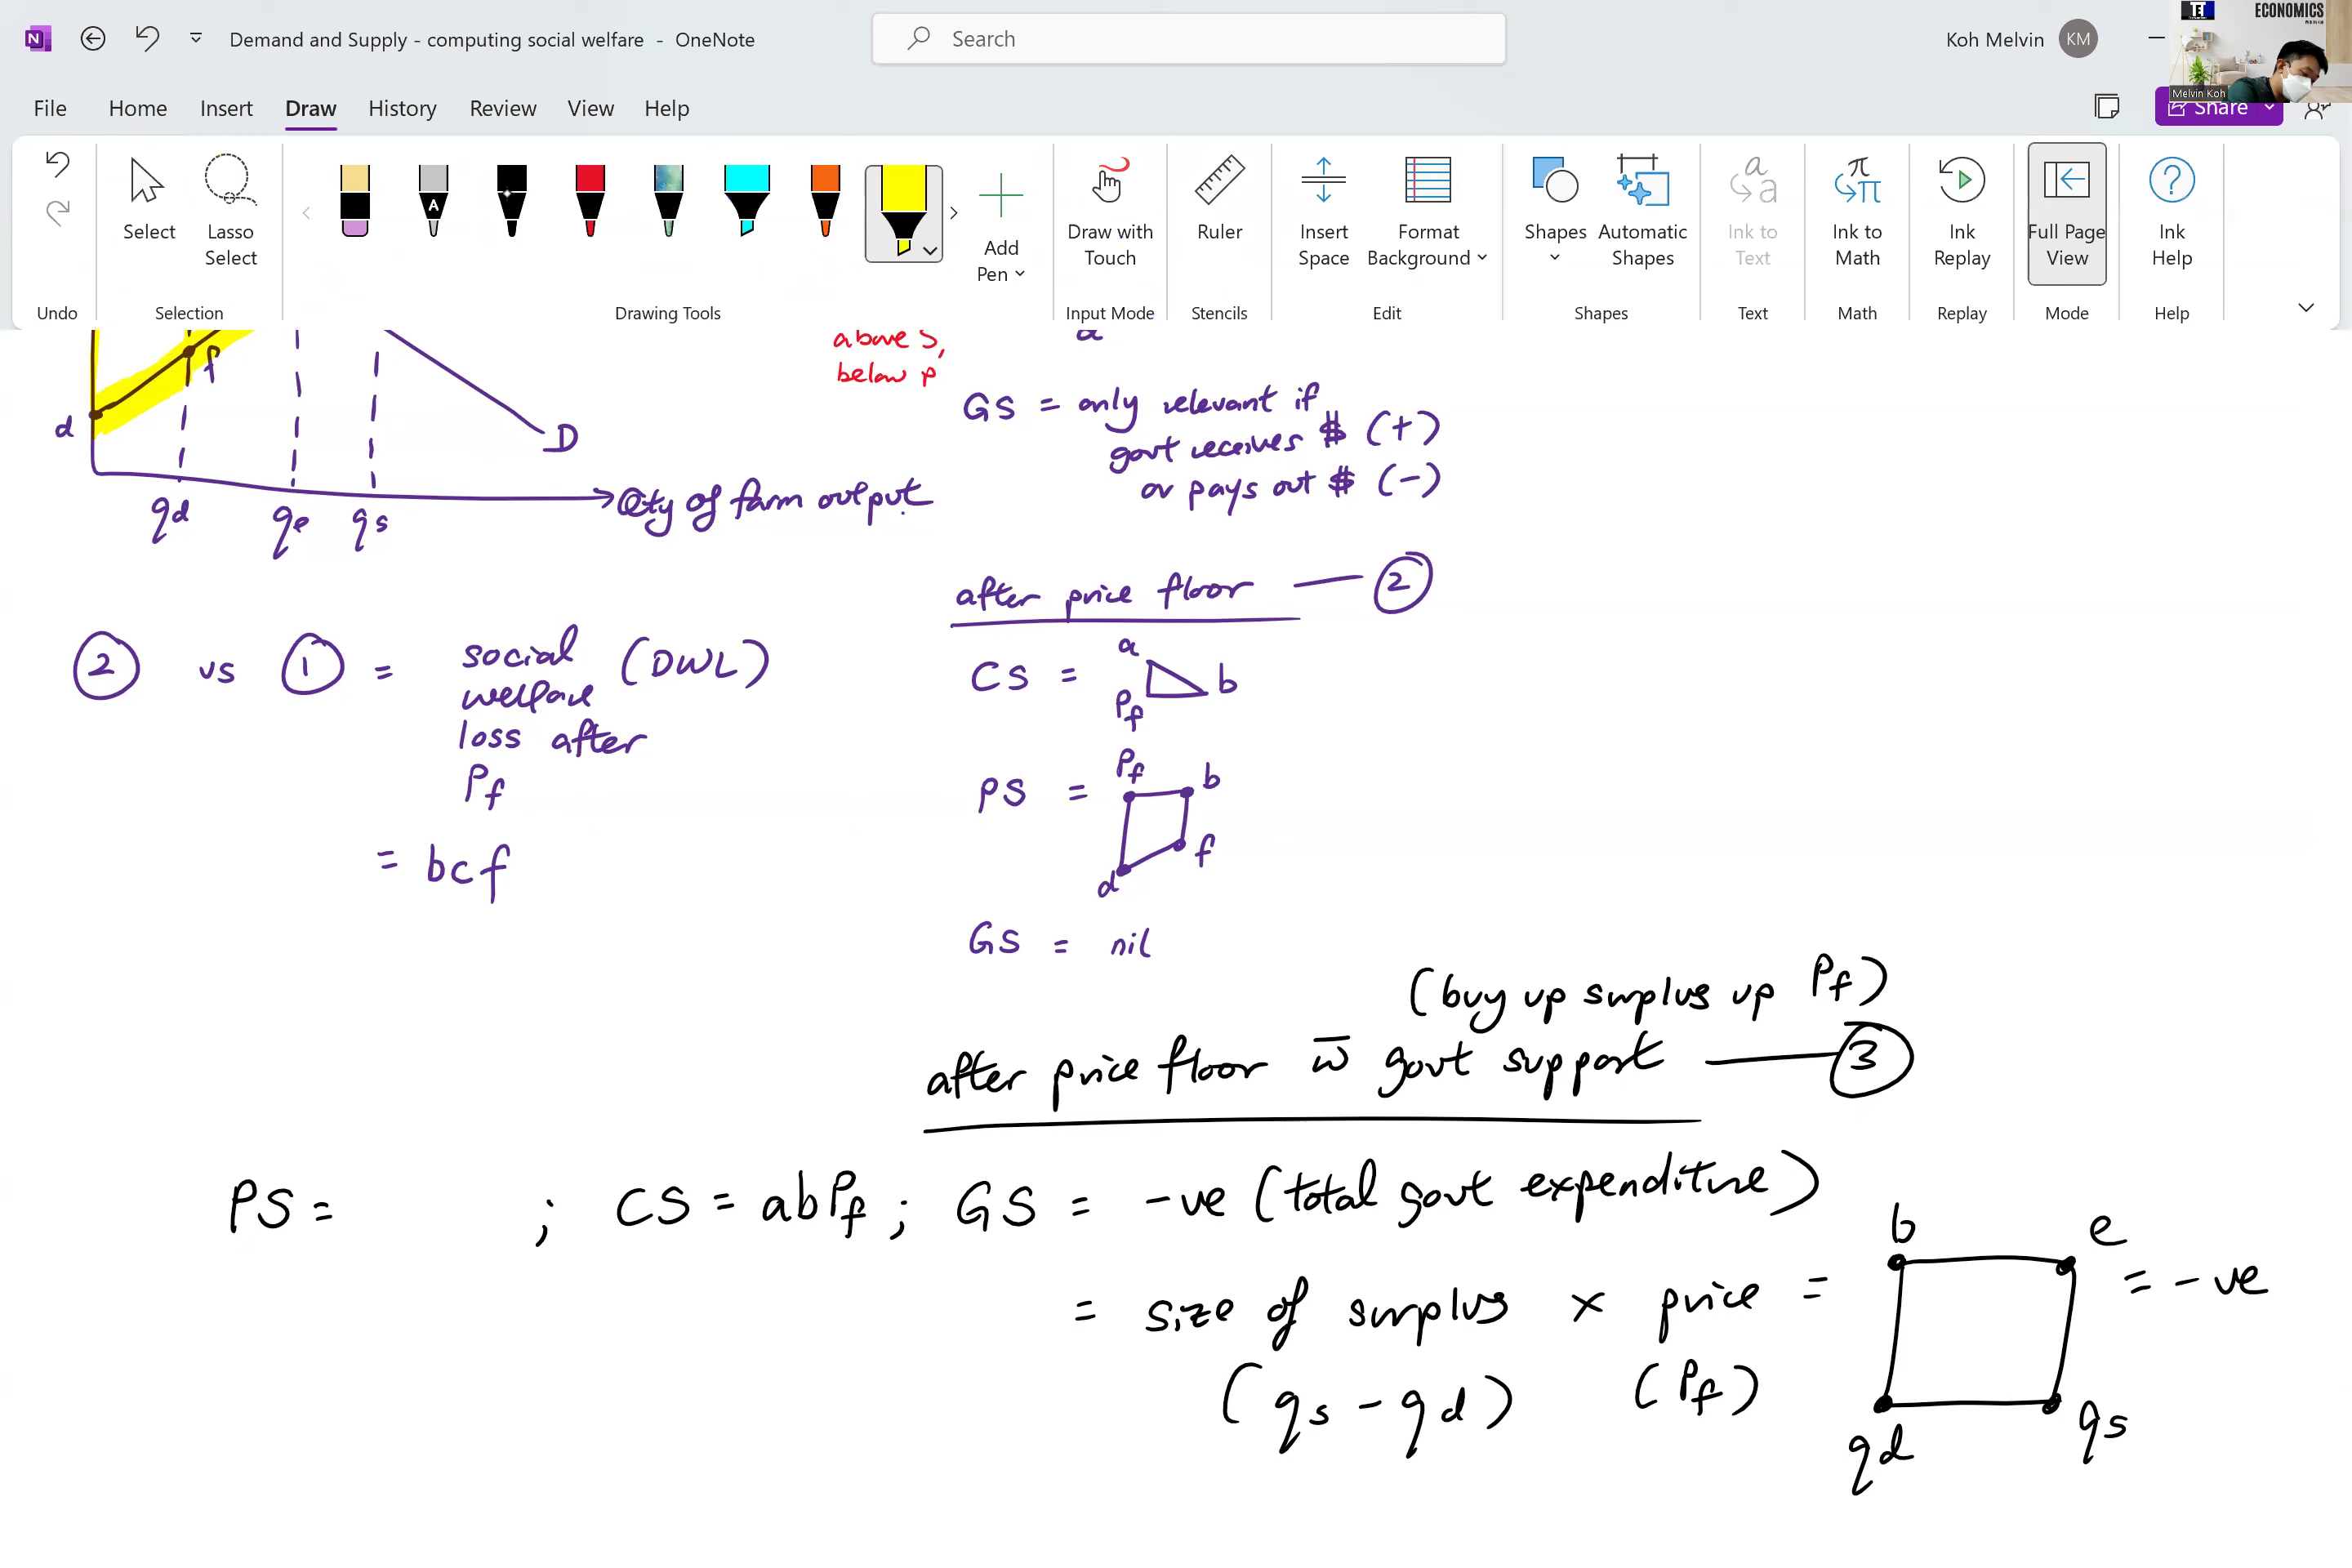 Demand and Supply - computing social welfare - OneNote
Search
Koh Melvin
KM
TET
ECONOMICS
Melvin Koh
File Home Insert Draw History Review View Help
Share
Select
Lasso Select
A
Add Pen
Draw with Touch
Ruler
Insert Space
Format Background
Shapes
Automatic Shapes
Ink to Text
Ink to Math
Ink Replay
Full Page View
Ink Help
Undo
Selection
Drawing Tools
Input Mode
Stencils
Edit
Shapes
Text
Math
Replay
Mode
Help
f
d
D
qd
qe
qs
Qty of farm output
above S,
below P
GS = only relevant if
govt receives $ (+)
or pays out $ (-)
② vs ① = social welfare (DWL)
loss after
Pf
= bcf
after price floor — ②
CS = a Pf b
PS = Pf b f d
GS = nil
(buy up surplus up Pf)
after price floor w̄ govt support — ③
PS = ; CS = abPf ; GS = -ve (total govt expenditure)
= size of surplus × price = b e qd qs = -ve
(qs - qd) (Pf)